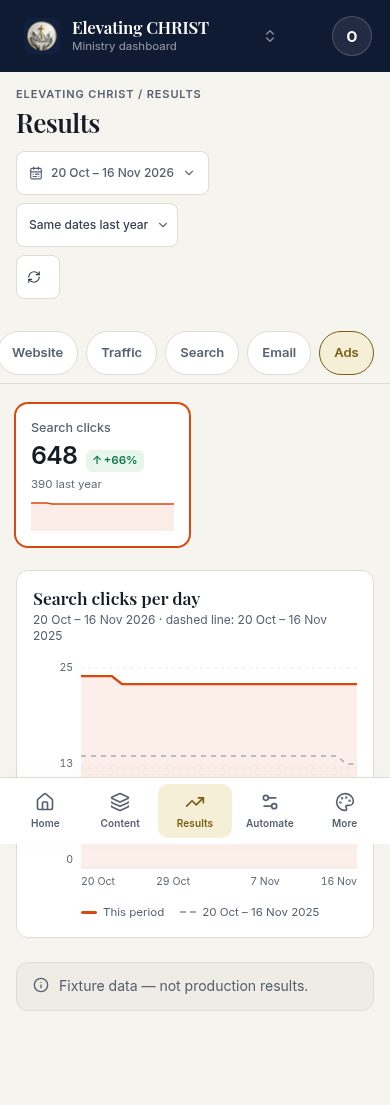 Elevating CHRIST
Ministry dashboard
O
ELEVATING CHRIST / RESULTS
Results
20 Oct – 16 Nov 2026
Same dates last year
Website
Traffic
Search
Email
Ads
Search clicks
648 ↑ +66%
390 last year
Search clicks per day
20 Oct – 16 Nov 2026 · dashed line: 20 Oct – 16 Nov
2025
25
13
Home
Content
Results
Automate
More
0
20 Oct
29 Oct
7 Nov
16 Nov
This period
20 Oct – 16 Nov 2025
Fixture data — not production results.